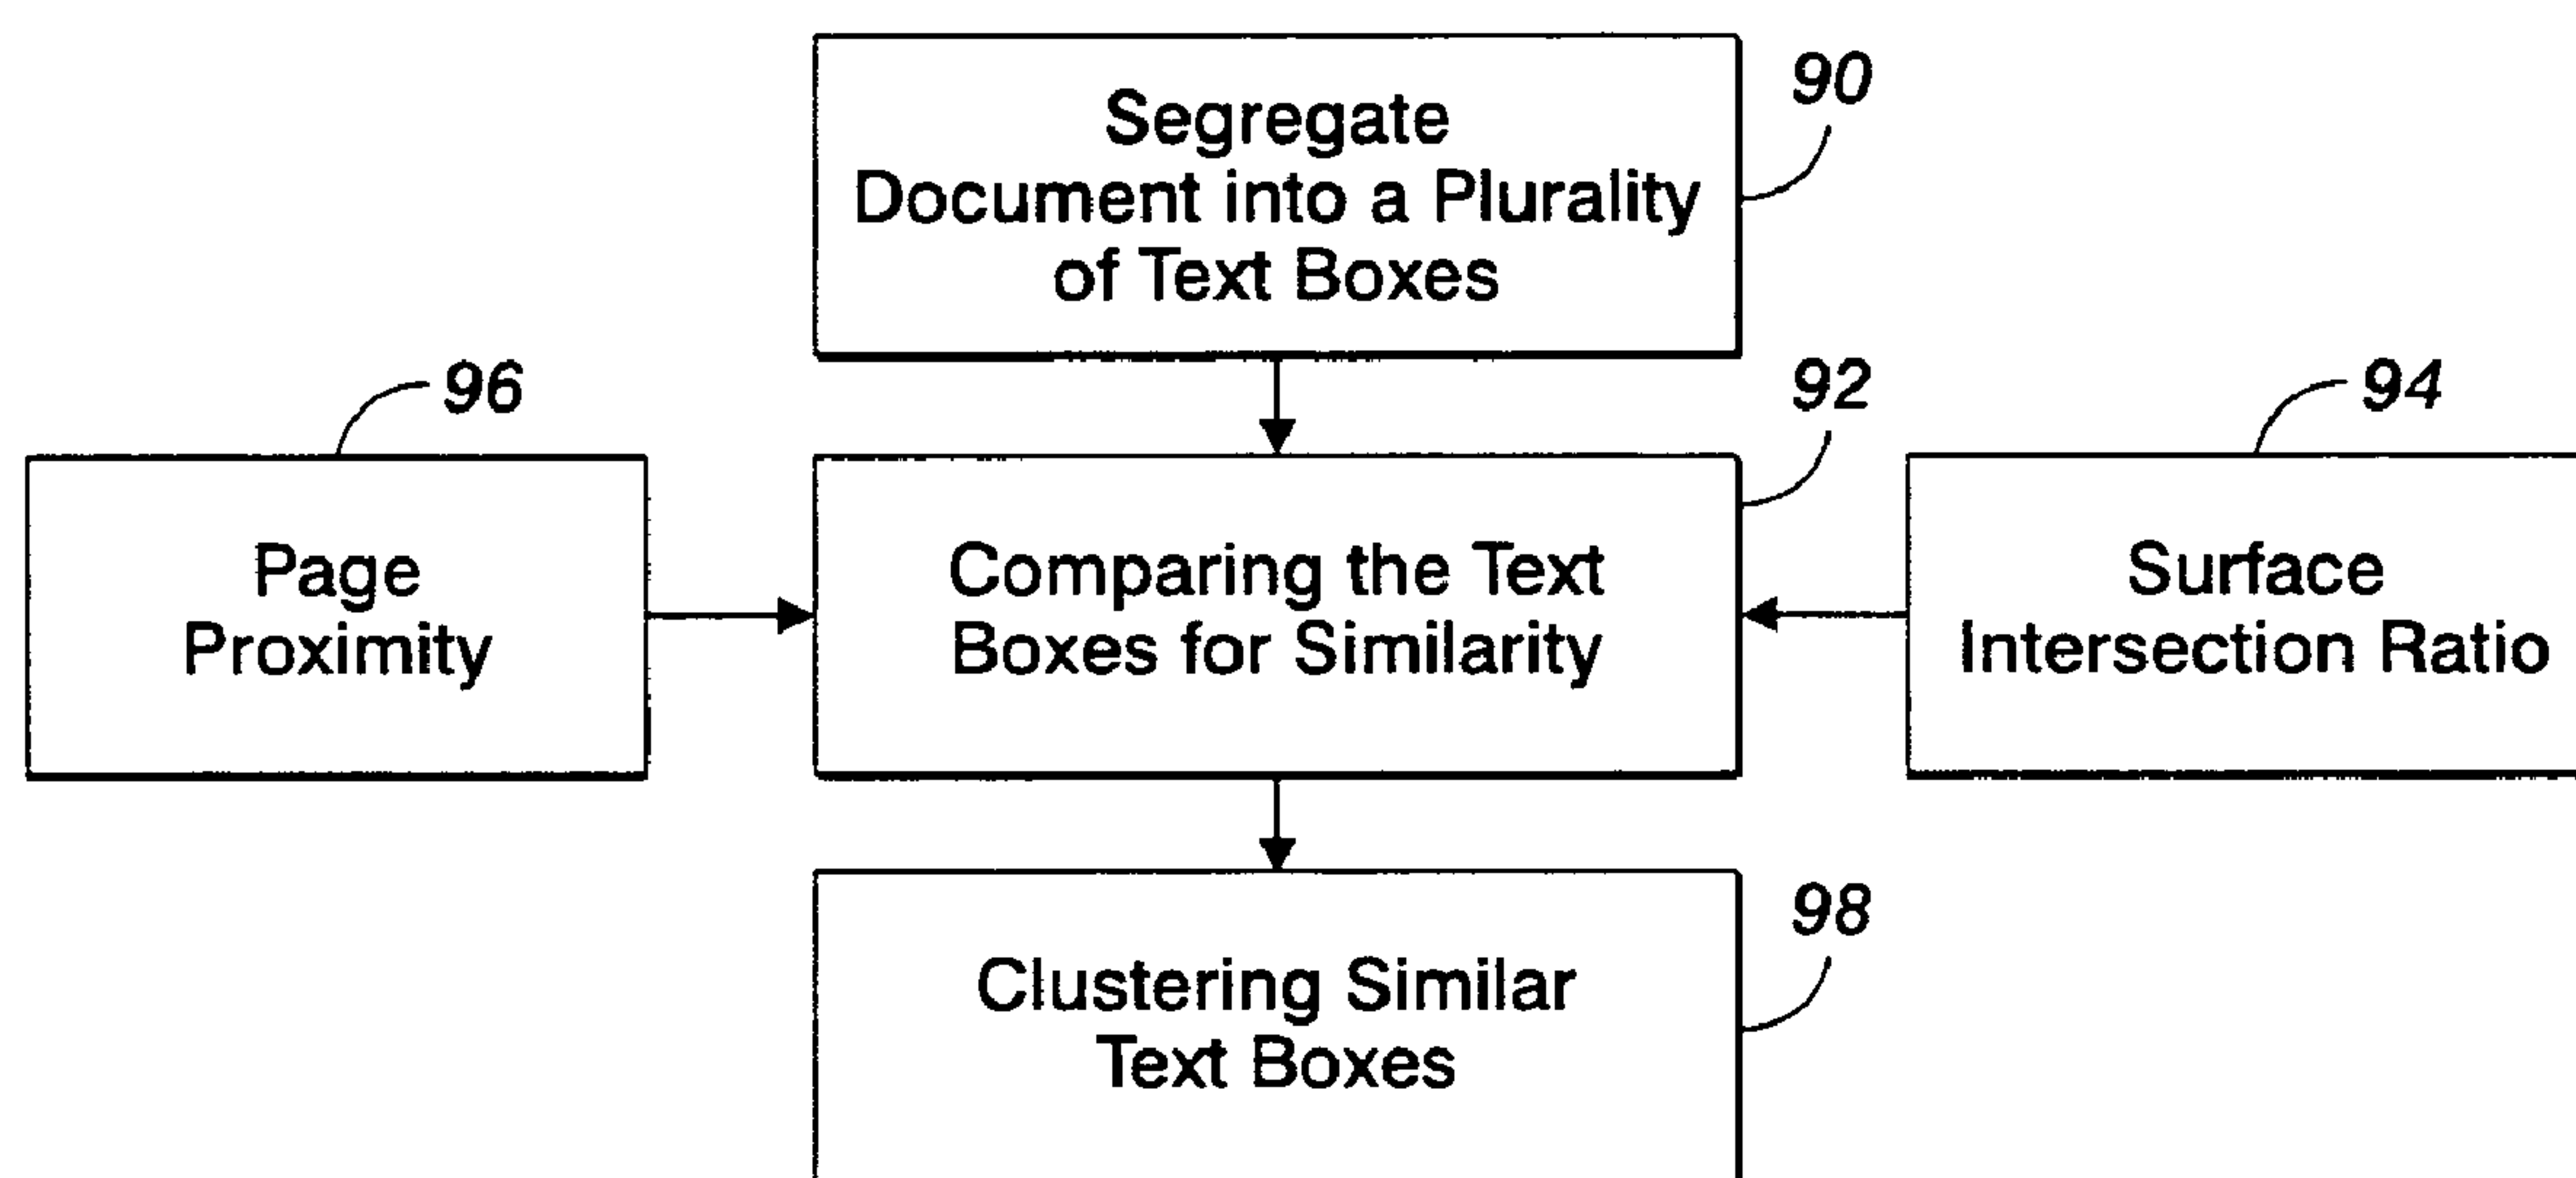 90
Segregate
Document into a Plurality
of Text Boxes
96
92
94
Page
Proximity
Comparing the Text
Boxes for Similarity
Surface
Intersection Ratio
98
Clustering Similar
Text Boxes